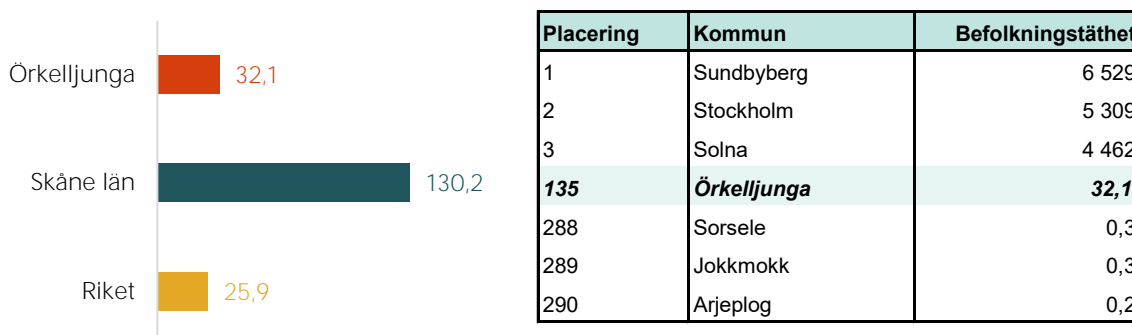 Örkelljunga 32,1
Skåne län 130,2
Riket 25,9
Placering Kommun Befolkningstäthet
1 Sundbyberg 6 529
2 Stockholm 5 309
3 Solna 4 462
135 Örkelljunga 32,1
288 Sorsele 0,3
289 Jokkmokk 0,3
290 Arjeplog 0,2